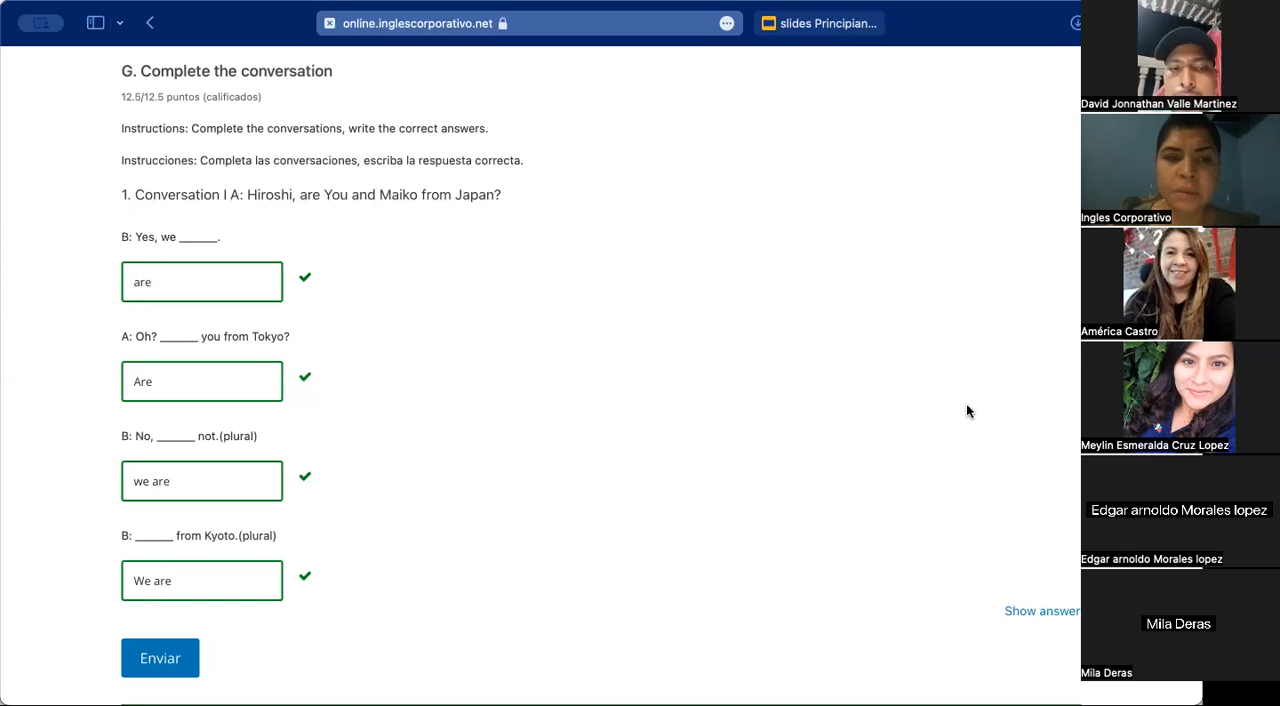 online.inglescorporativo.net
slides Principian...
G. Complete the conversation
12.5/12.5 puntos (calificados)
Instructions: Complete the conversations, write the correct answers.
Instrucciones: Completa las conversaciones, escriba la respuesta correcta.
1. Conversation I A: Hiroshi, are You and Maiko from Japan?
B: Yes, we ______.
are
A: Oh? ______ you from Tokyo?
Are
B: No, ______ not.(plural)
we are
B: ______ from Kyoto.(plural)
We are
Show answer
Enviar
David Jonnathan Valle Martinez
Ingles Corporativo
América Castro
Meylin Esmeralda Cruz Lopez
Edgar arnoldo Morales lopez
Edgar arnoldo Morales lopez
Mila Deras
Mila Deras